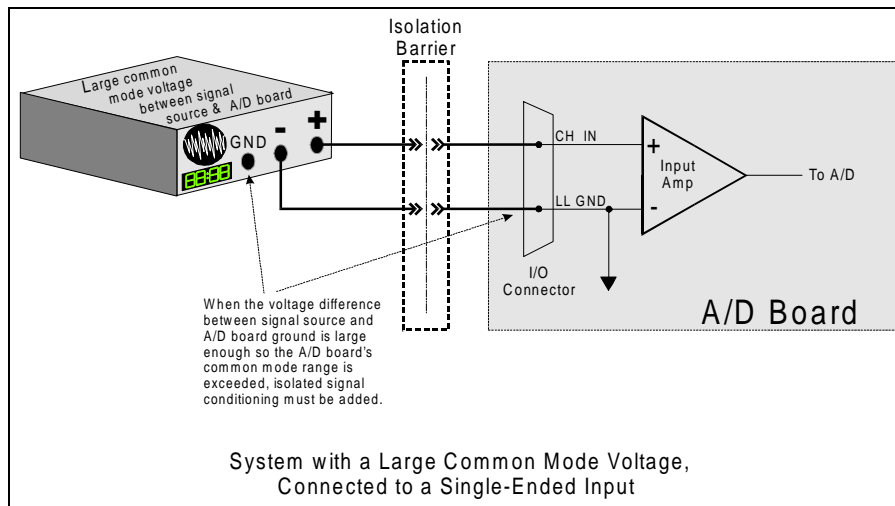 Isolation
Barrier
Large common
mode voltage
between signal
source & A/D board
GND
-
+
88:88
CH IN
LL GND
+
-
Input
Amp
To A/D
I/O
Connector
A/D Board
When the voltage difference
between signal source and
A/D board ground is large
enough so the A/D board's
common mode range is
exceeded, isolated signal
conditioning must be added.
System with a Large Common Mode Voltage,
Connected to a Single-Ended Input